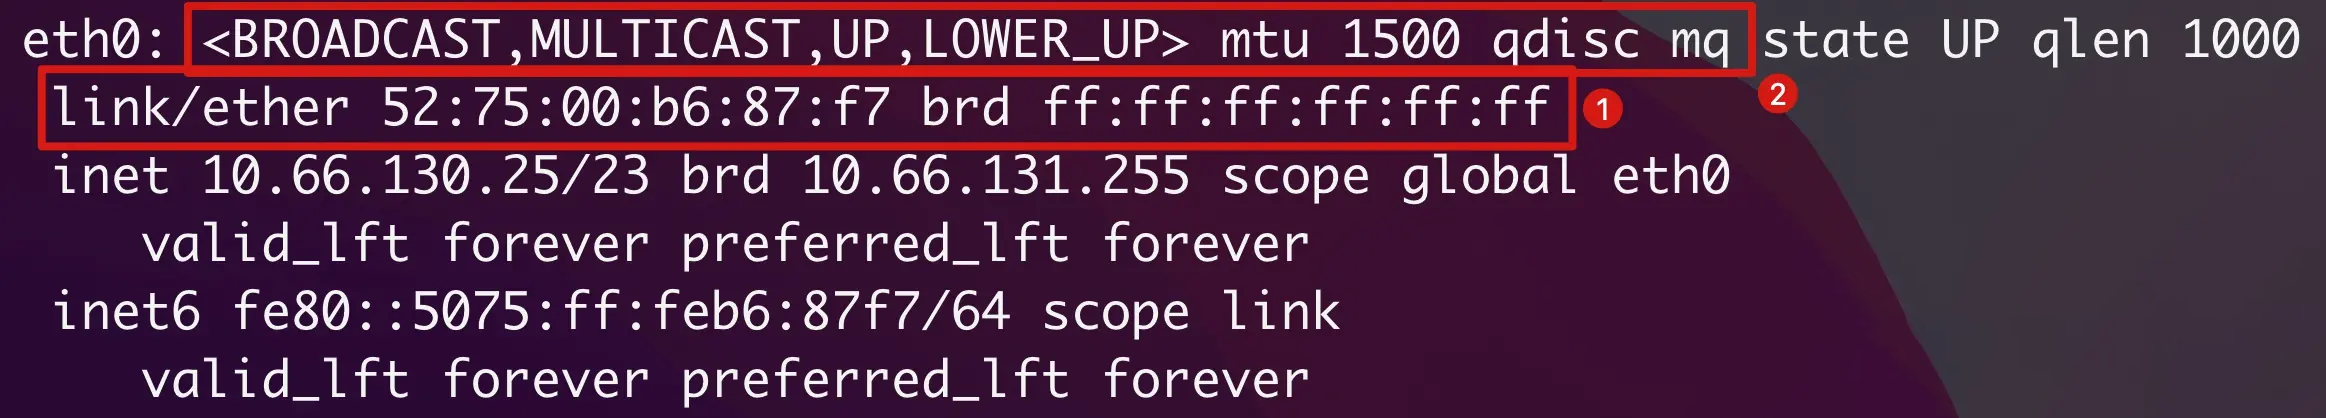 eth0: <BROADCAST,MULTICAST,UP,LOWER_UP> mtu 1500 qdisc mq state UP qlen 1000
link/ether 52:75:00:b6:87:f7 brd ff:ff:ff:ff:ff:ff 1 2
inet 10.66.130.25/23 brd 10.66.131.255 scope global eth0
valid_lft forever preferred_lft forever
inet6 fe80::5075:ff:feb6:87f7/64 scope link
valid_lft forever preferred_lft forever